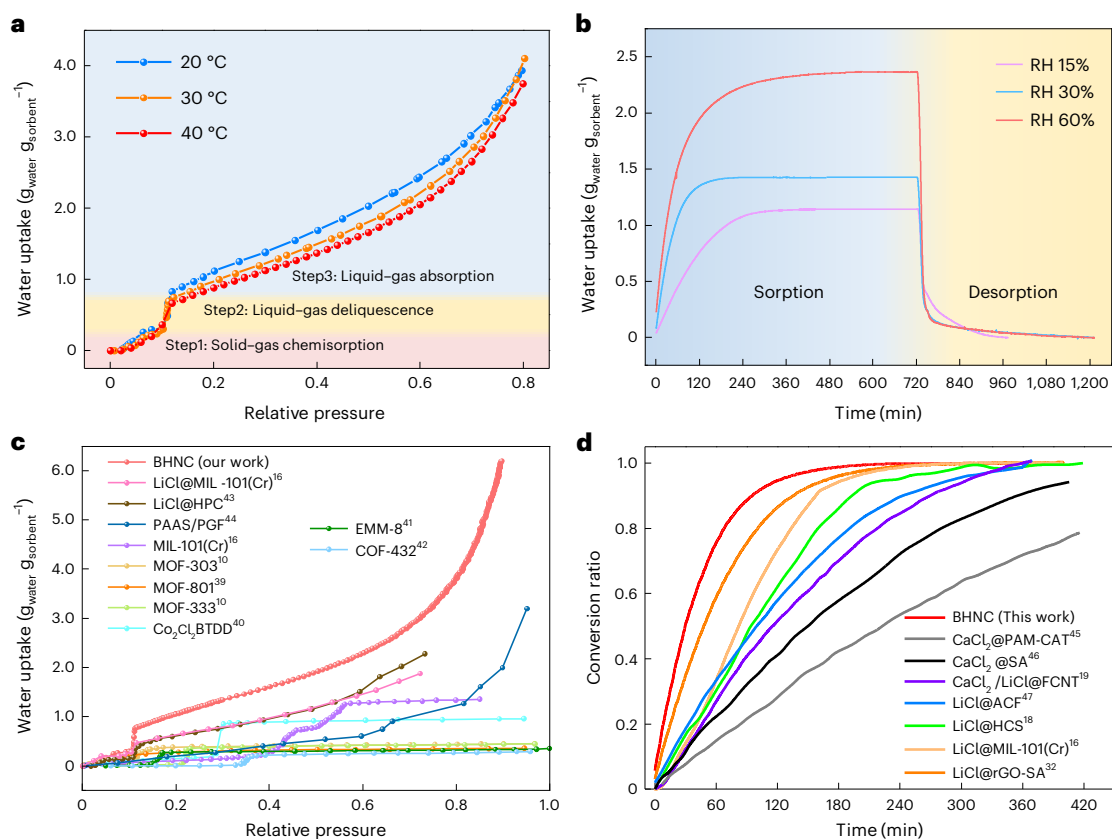 a
Water uptake (g_water g_sorbent⁻¹)
4.0
3.0
2.0
1.0
0
20 °C
30 °C
40 °C
Step3: Liquid–gas absorption
Step2: Liquid–gas deliquescence
Step1: Solid–gas chemisorption
0 0.2 0.4 0.6 0.8
Relative pressure
b
Water uptake (g_water g_sorbent⁻¹)
2.5
2.0
1.5
1.0
0.5
0
RH 15%
RH 30%
RH 60%
Sorption
Desorption
0 120 240 360 480 600 720 840 960 1,080 1,200
Time (min)
c
Water uptake (g_water g_sorbent⁻¹)
6.0
5.0
4.0
3.0
2.0
1.0
0
BHNC (our work)
LiCl@MIL -101(Cr)¹⁶
LiCl@HPC⁴³
PAAS/PGF⁴⁴
MIL-101(Cr)¹⁶
MOF-303¹⁰
MOF-801³⁹
MOF-333¹⁰
Co₂Cl₂BTDD⁴⁰
EMM-8⁴¹
COF-432⁴²
0 0.2 0.4 0.6 0.8 1.0
Relative pressure
d
Conversion ratio
1.0
0.8
0.6
0.4
0.2
0
BHNC (This work)
CaCl₂@PAM-CAT⁴⁵
CaCl₂ @SA⁴⁶
CaCl₂ /LiCl@FCNT¹⁹
LiCl@ACF⁴⁷
LiCl@HCS¹⁸
LiCl@MIL-101(Cr)¹⁶
LiCl@rGO-SA³²
0 60 120 180 240 300 360 420
Time (min)